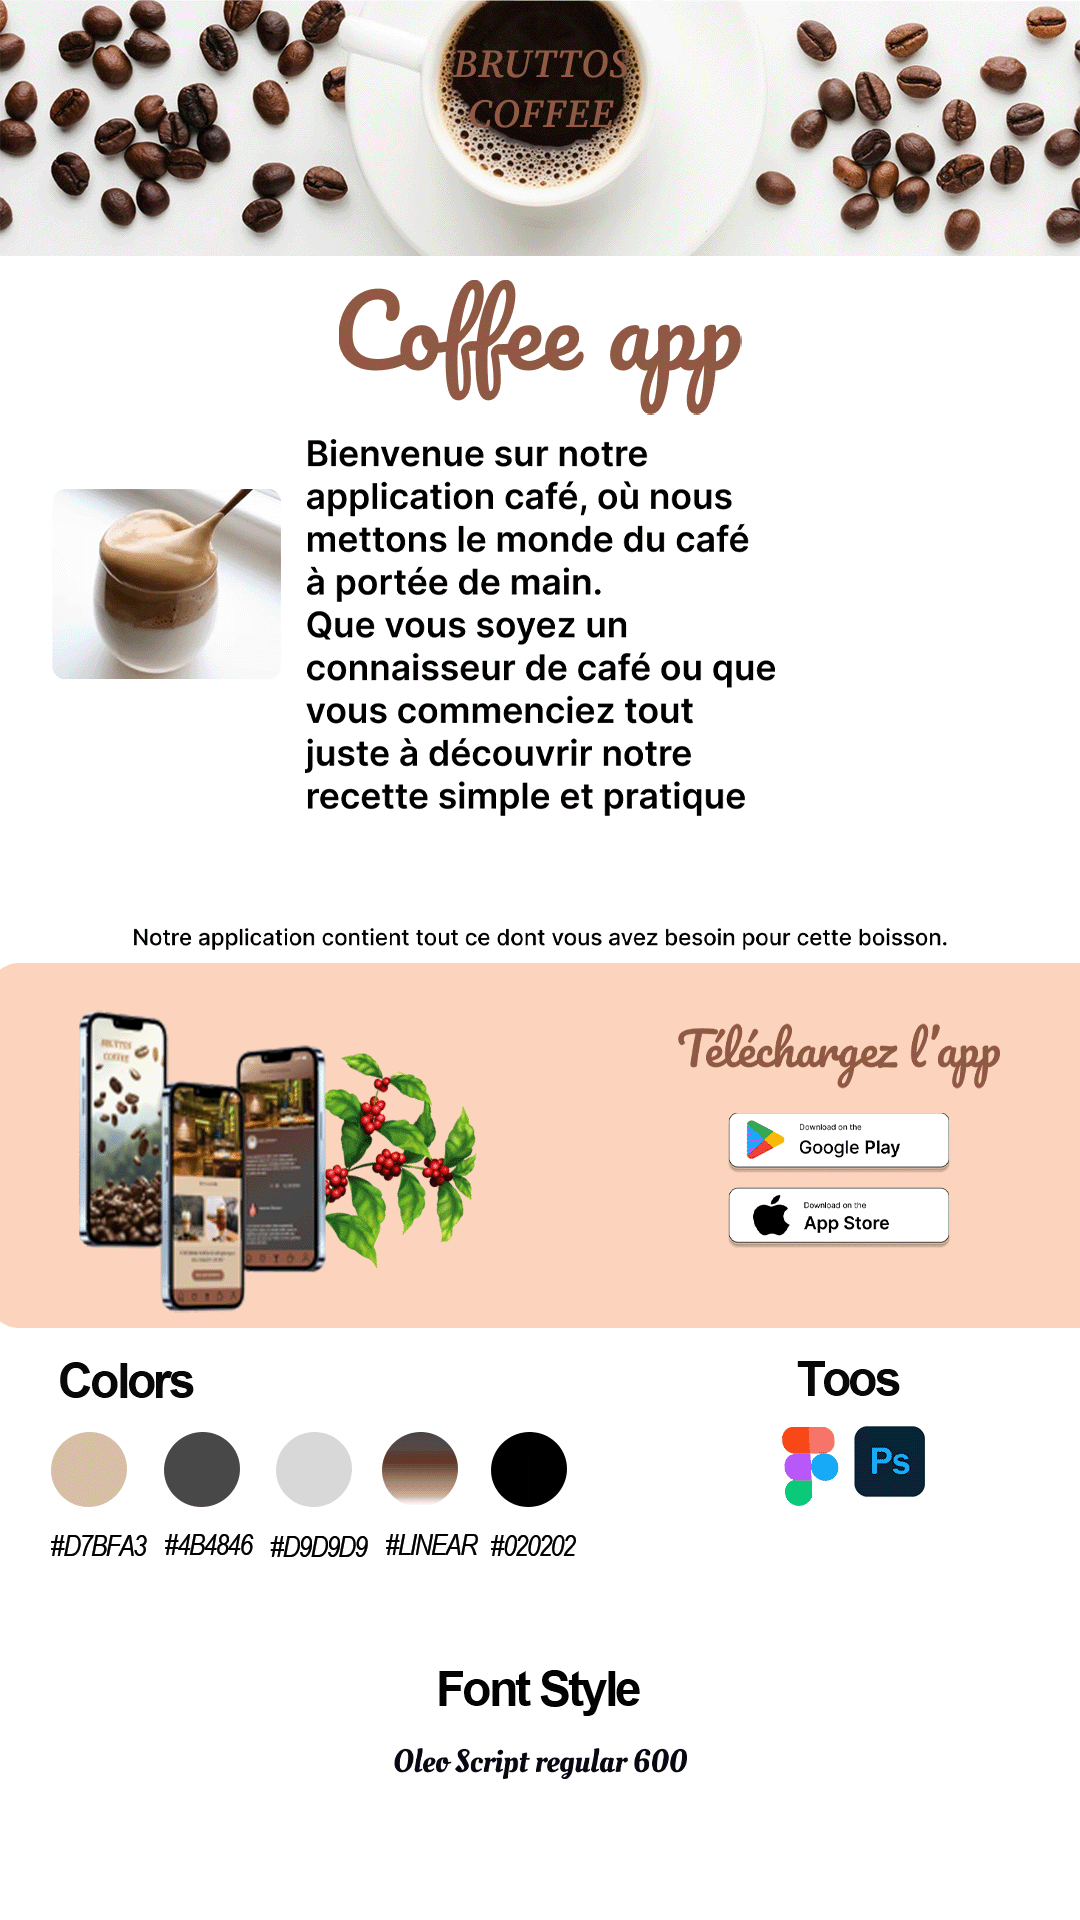 BRUTTOS
COFFEE
Coffee app
Bienvenue sur notre
application café, où nous
mettons le monde du café
à portée de main.
Que vous soyez un
connaisseur de café ou que
vous commenciez tout
juste à découvrir notre
recette simple et pratique
Notre application contient tout ce dont vous avez besoin pour cette boisson.
BRUTTOS
COFFEE
Téléchargez l'app
Download on the
Google Play
Download on the
App Store
Colors
Toos
Ps
#D7BFA3 #4B4846 #D9D9D9 #LINEAR #020202
Font Style
Oleo Script regular 600